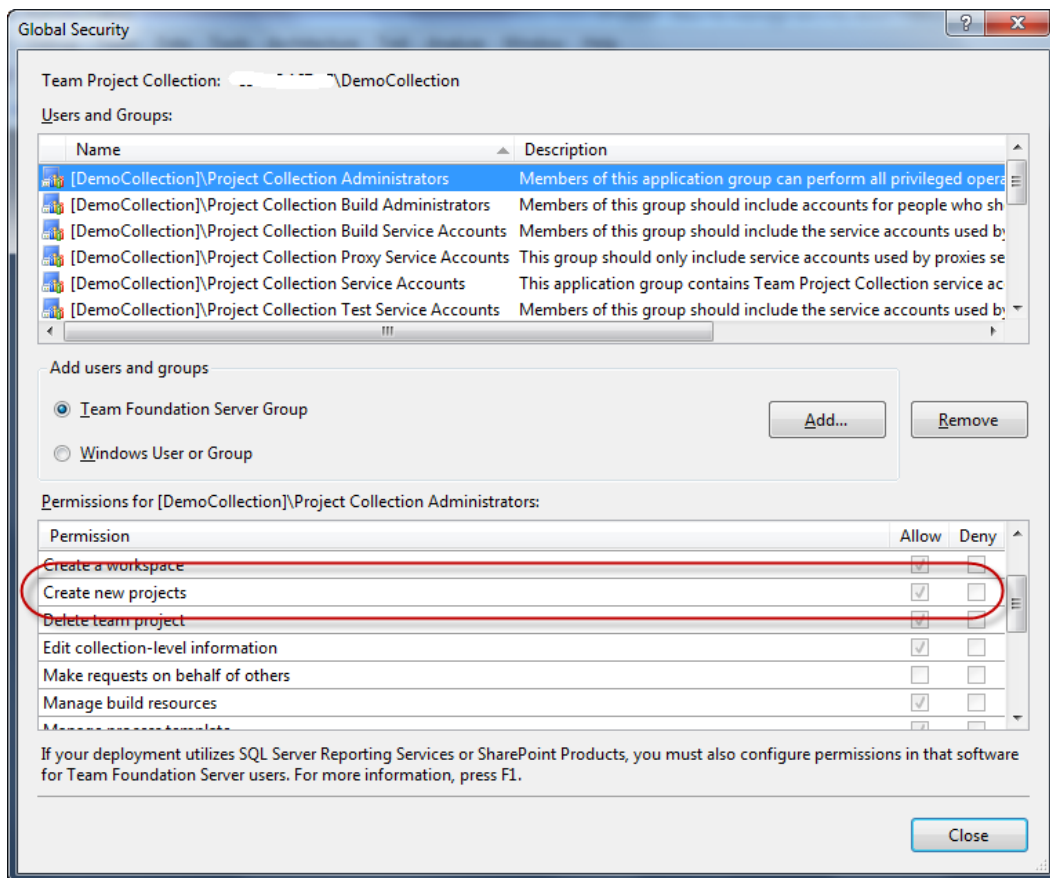 Global Security
Team Project Collection: \DemoCollection
Users and Groups:
Name Description
[DemoCollection]\Project Collection Administrators Members of this application group can perform all privileged opera
[DemoCollection]\Project Collection Build Administrators Members of this group should include accounts for people who sh
[DemoCollection]\Project Collection Build Service Accounts Members of this group should include the service accounts used by
[DemoCollection]\Project Collection Proxy Service Accounts This group should only include service accounts used by proxies se
[DemoCollection]\Project Collection Service Accounts This application group contains Team Project Collection service ac
[DemoCollection]\Project Collection Test Service Accounts Members of this group should include the service accounts used by
Add users and groups
Team Foundation Server Group
Add... Remove
Windows User or Group
Permissions for [DemoCollection]\Project Collection Administrators:
Permission Allow Deny
Create a workspace
Create new projects
Delete team project
Edit collection-level information
Make requests on behalf of others
Manage build resources
Manage process template
If your deployment utilizes SQL Server Reporting Services or SharePoint Products, you must also configure permissions in that software
for Team Foundation Server users. For more information, press F1.
Close